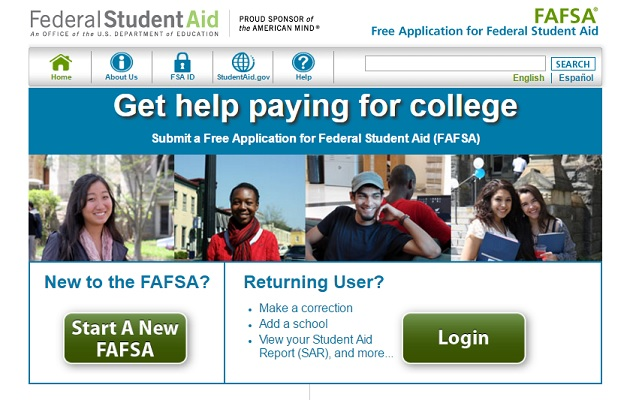 Federal Student Aid
An OFFICE of the U.S. DEPARTMENT of EDUCATION
PROUD SPONSOR of
the AMERICAN MIND®
FAFSA®
Free Application for Federal Student Aid
Home
About Us
FSA ID
StudentAid.gov
Help
SEARCH
English | Español
Get help paying for college
Submit a Free Application for Federal Student Aid (FAFSA)
New to the FAFSA?
Start A New
FAFSA
Returning User?
• Make a correction
• Add a school
• View your Student Aid
Report (SAR), and more...
Login